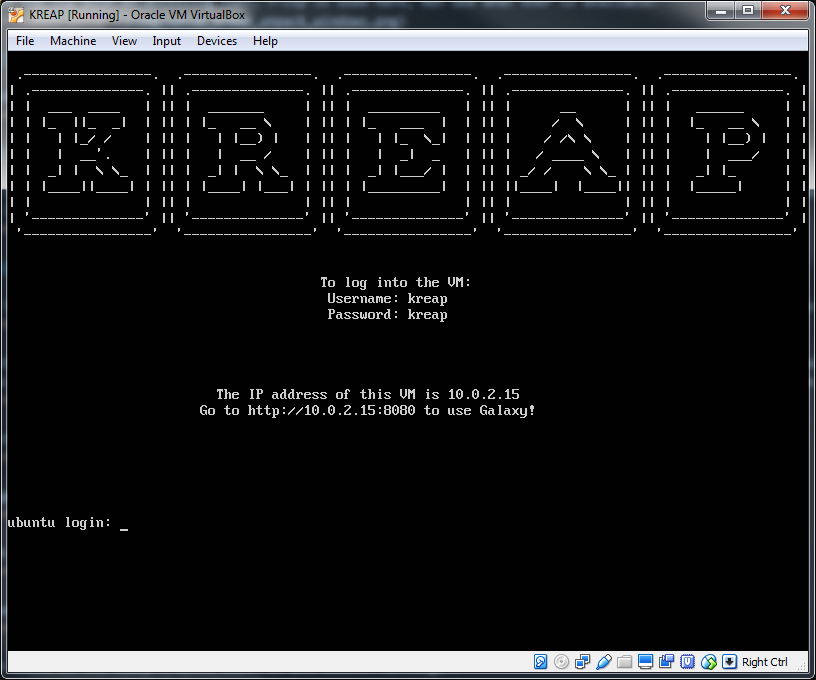 KREAP [Running] - Oracle VM VirtualBox
File Machine View Input Devices Help
KREAP
To log into the VM:
Username: kreap
Password: kreap
The IP address of this VM is 10.0.2.15
Go to http://10.0.2.15:8080 to use Galaxy!
ubuntu login: _
Right Ctrl